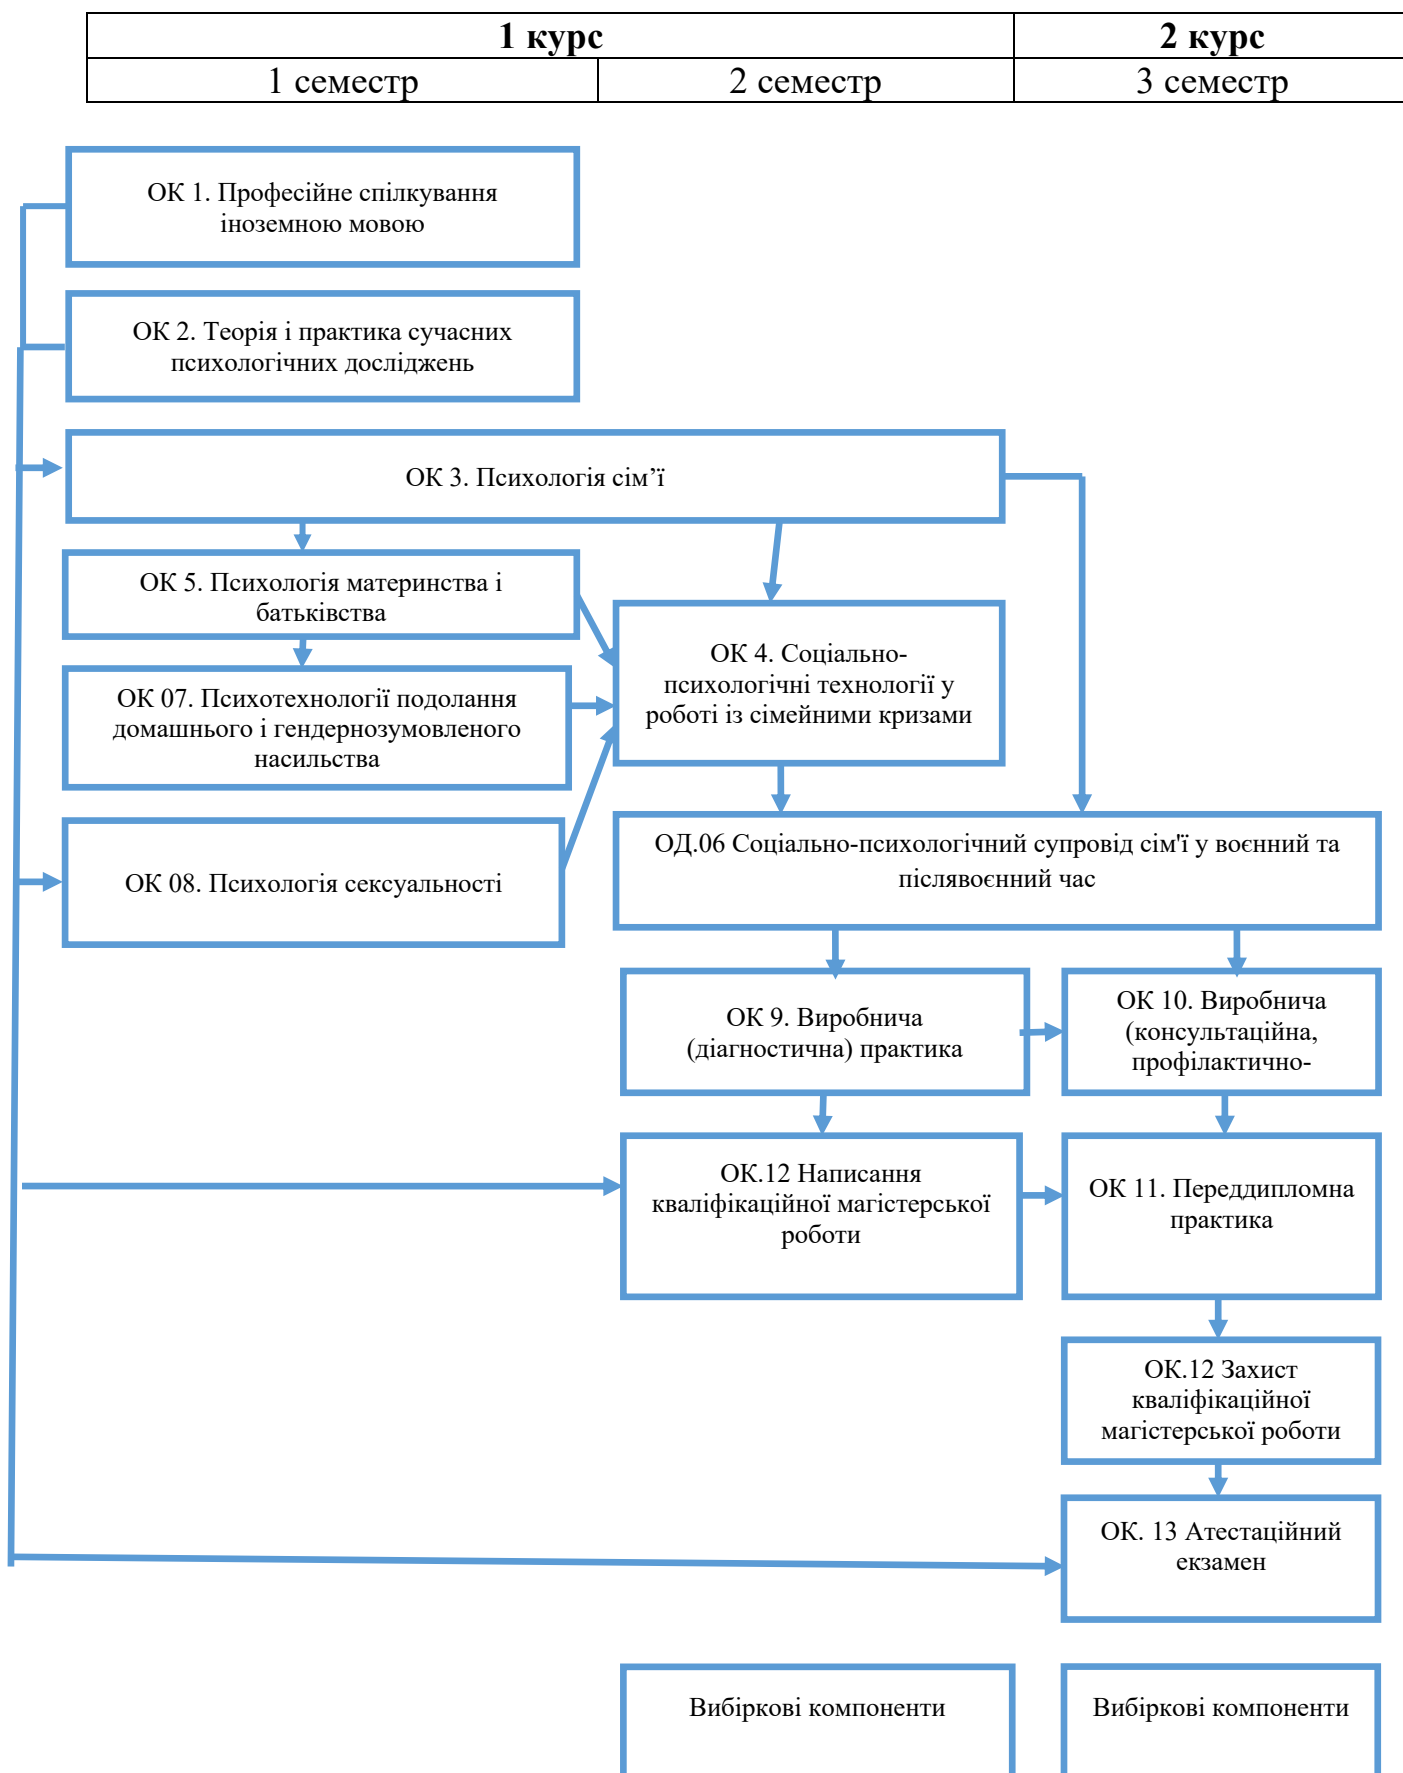 1 курс
2 курс
1 семестр
2 семестр
3 семестр
ОК 1. Професійне спілкування
іноземною мовою
ОК 2. Теорія і практика сучасних
психологічних досліджень
ОК 3. Психологія сім’ї
ОК 5. Психологія материнства і
батьківства
ОК 4. Соціально-
психологічні технології у
роботі із сімейними кризами
ОК 07. Психотехнології подолання
домашнього і гендернозумовленого
насильства
ОК 08. Психологія сексуальності
ОД.06 Соціально-психологічний супровід сім'ї у воєнний та
післявоєнний час
ОК 9. Виробнича
(діагностична) практика
ОК 10. Виробнича
(консультаційна,
профілактично-
ОК.12 Написання
кваліфікаційної магістерської
роботи
ОК 11. Переддипломна
практика
ОК.12 Захист
кваліфікаційної
магістерської роботи
ОК. 13 Атестаційний
екзамен
Вибіркові компоненти
Вибіркові компоненти